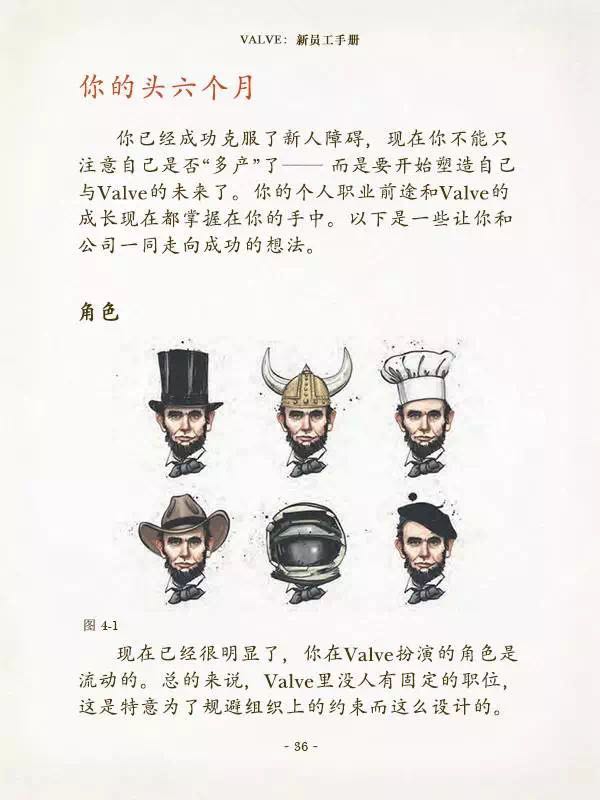 VALVE: 新员工手册
你的头六个月
你已经成功克服了新人障碍，现在你不能只
注意自己是否“多产”了——而是要开始塑造自己
与Valve的未来了。你的个人职业前途和Valve的
成长现在都掌握在你的手中。以下是一些让你和
公司一同走向成功的想法。
角色
图 4-1
现在已经很明显了，你在Valve扮演的角色是
流动的。总的来说，Valve里没人有固定的职位，
这是特意为了规避组织上的约束而这么设计的。
- 36 -